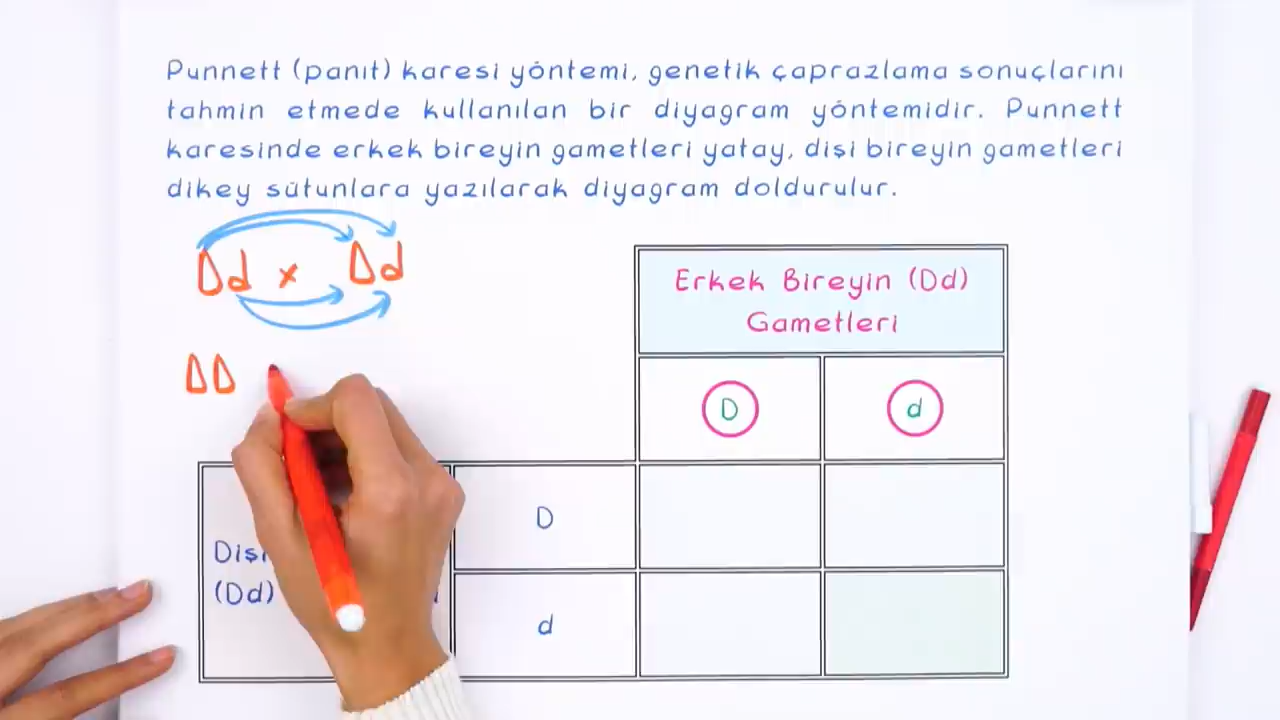 Punnett (panıt) karesi yöntemi, genetik çaprazlama sonuçlarını
tahmin etmede kullanılan bir diyagram yöntemidir. Punnett
karesinde erkek bireyin gametleri yatay, dişi bireyin gametleri
dikey sütunlara yazılarak diyagram doldurulur.
Dd x Dd
DD
Erkek Bireyin (Dd)
Gametleri
D d
D
(Dd)
d